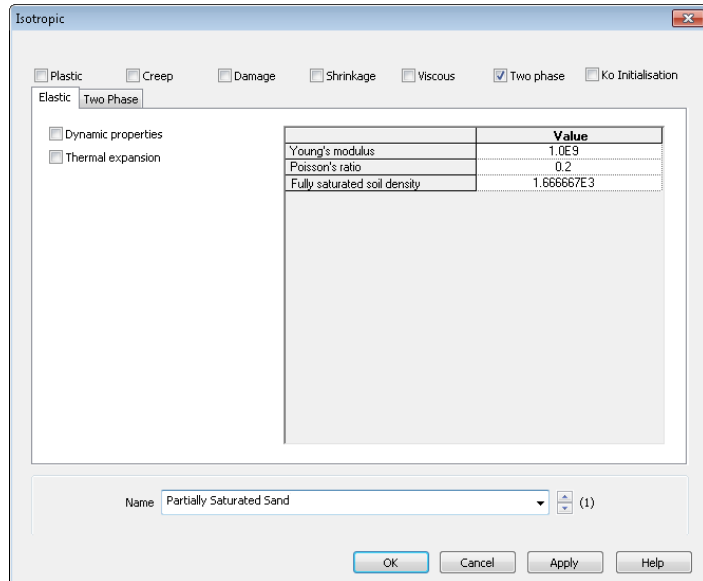 Isotropic
Plastic Creep Damage Shrinkage Viscous Two phase Ko Initialisation
Elastic Two Phase
Dynamic properties
Thermal expansion
Value
Young's modulus 1.0E9
Poisson's ratio 0.2
Fully saturated soil density 1.666667E3
Name Partially Saturated Sand (1)
OK Cancel Apply Help